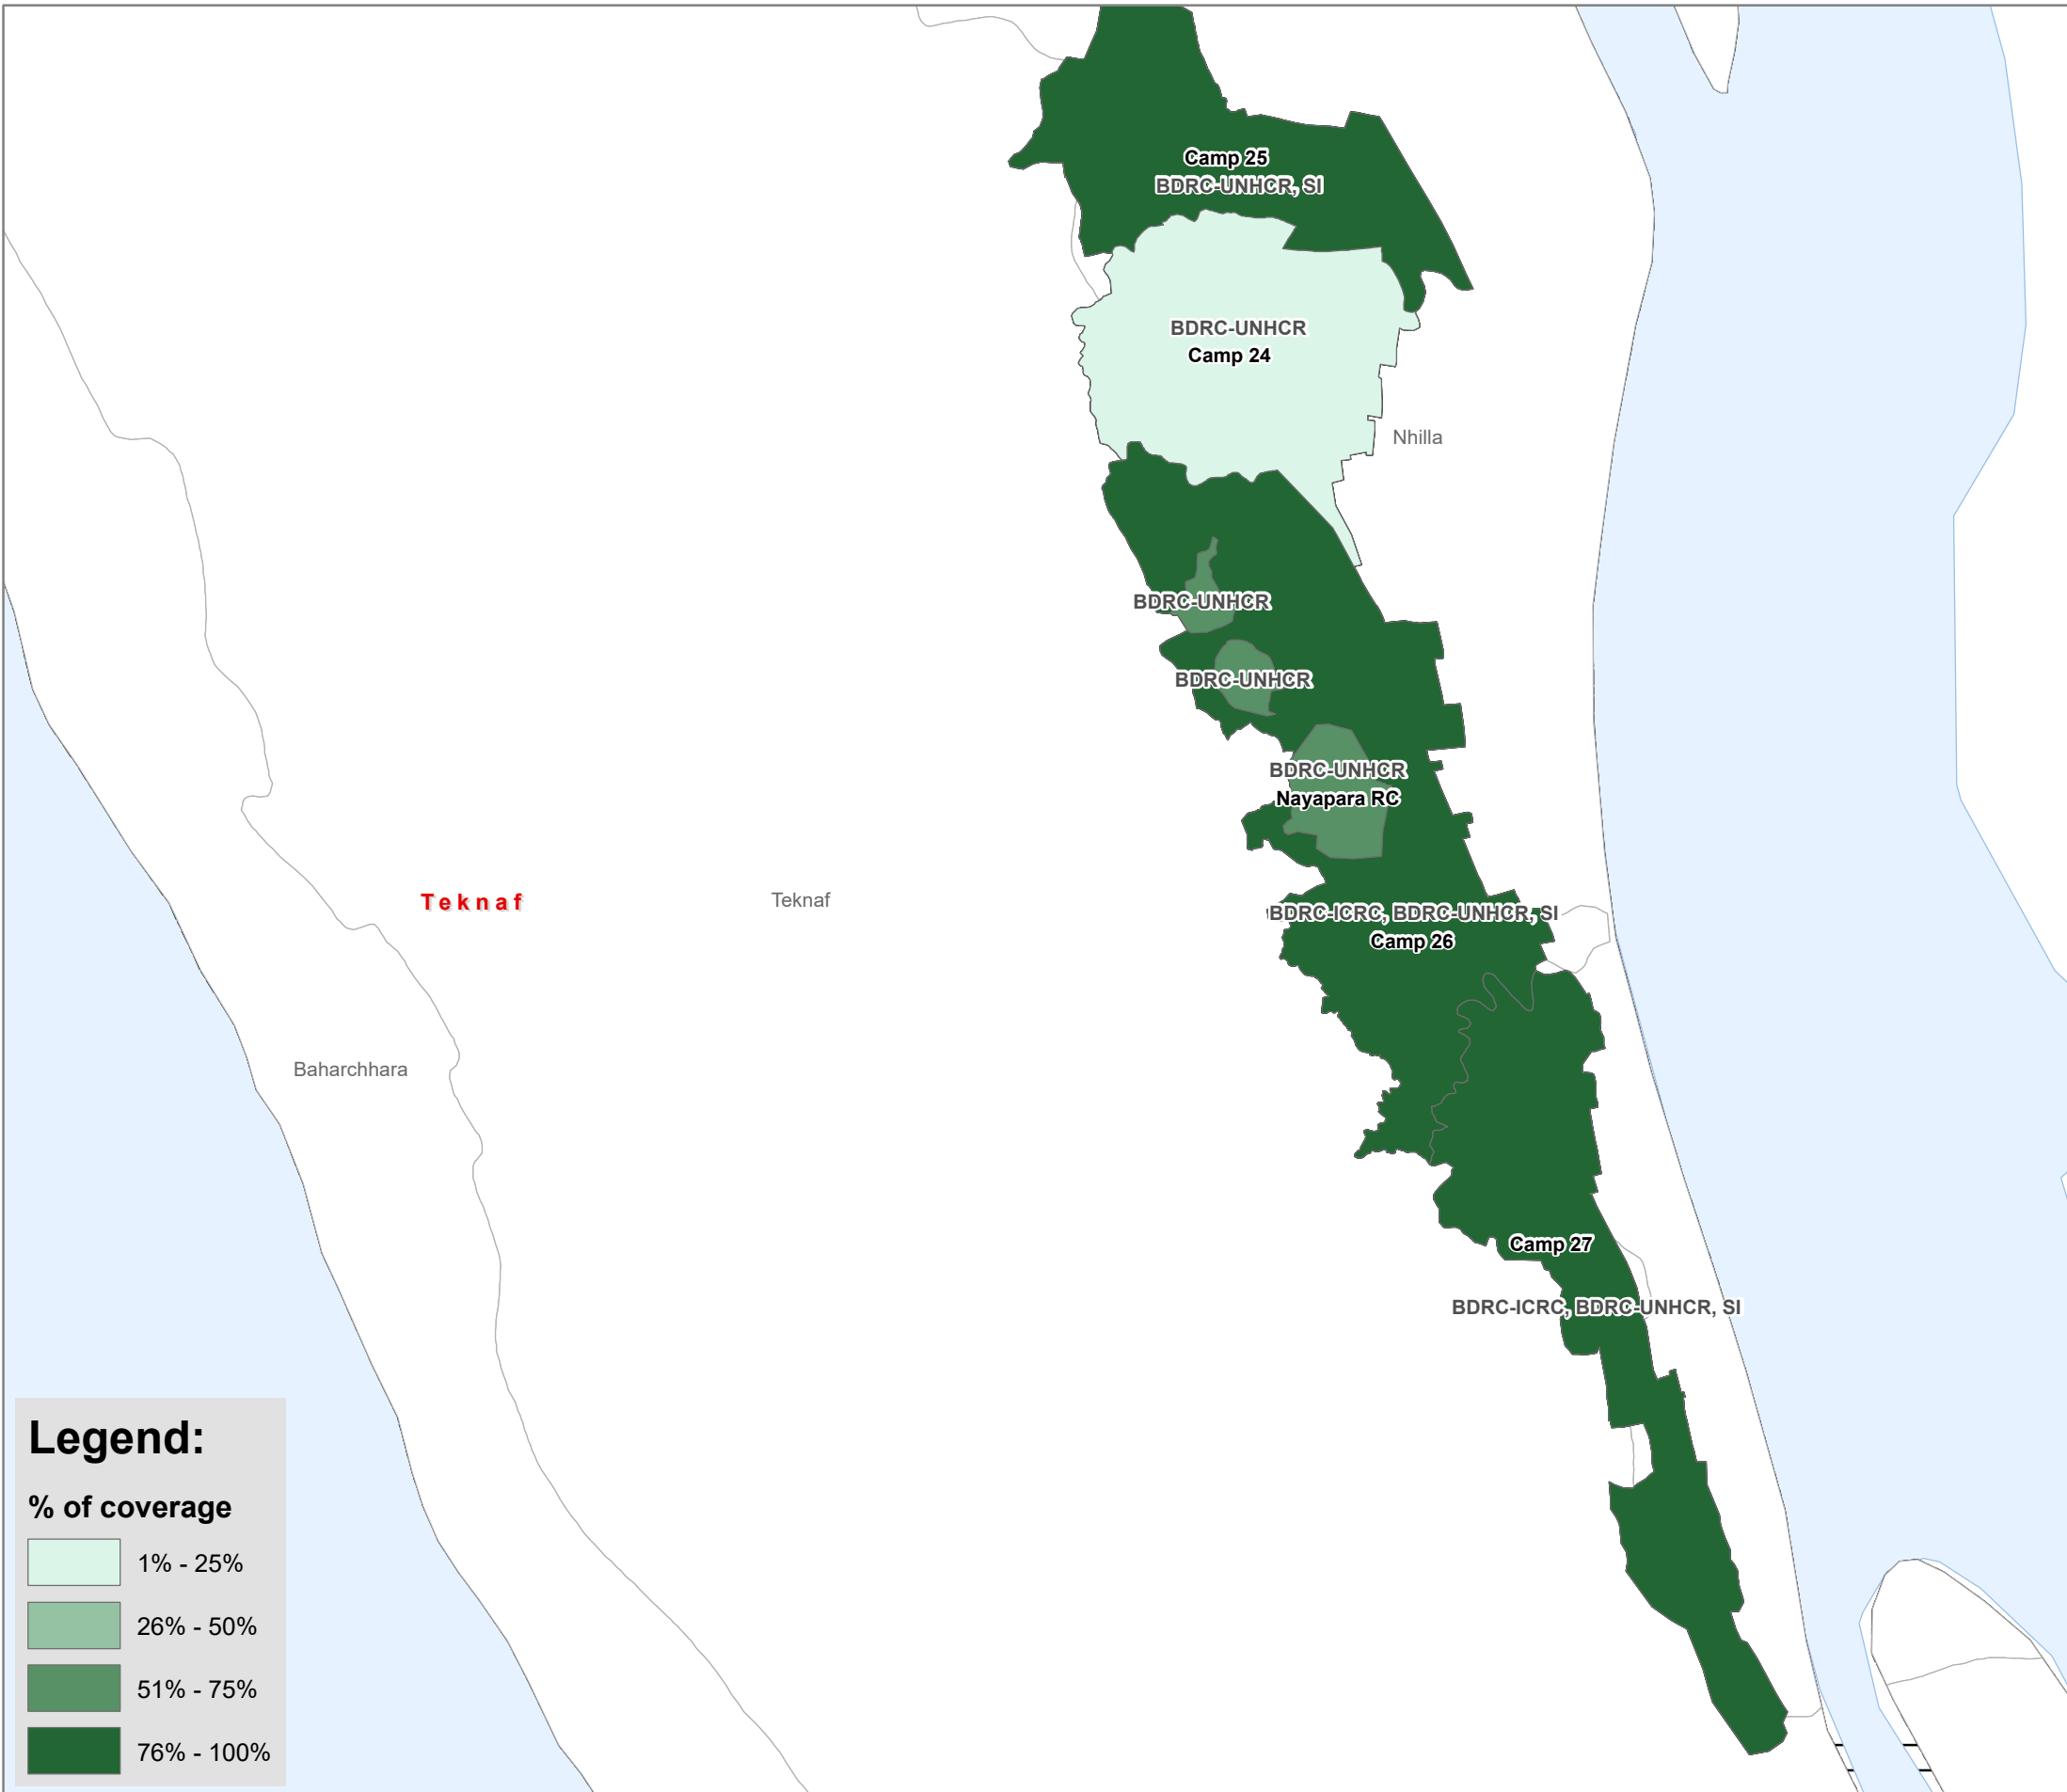 Camp 25
BDRC-UNHCR, SI
BDRC-UNHCR
Camp 24
Nhilla
BDRC-UNHCR
BDRC-UNHCR
BDRC-UNHCR
Nayapara RC
Teknaf
Teknaf
BDRC-ICRC, BDRC-UNHCR, SI
Camp 26
Baharchhara
Camp 27
BDRC-ICRC, BDRC-UNHCR, SI
Legend:
% of coverage
1% - 25%
26% - 50%
51% - 75%
76% - 100%